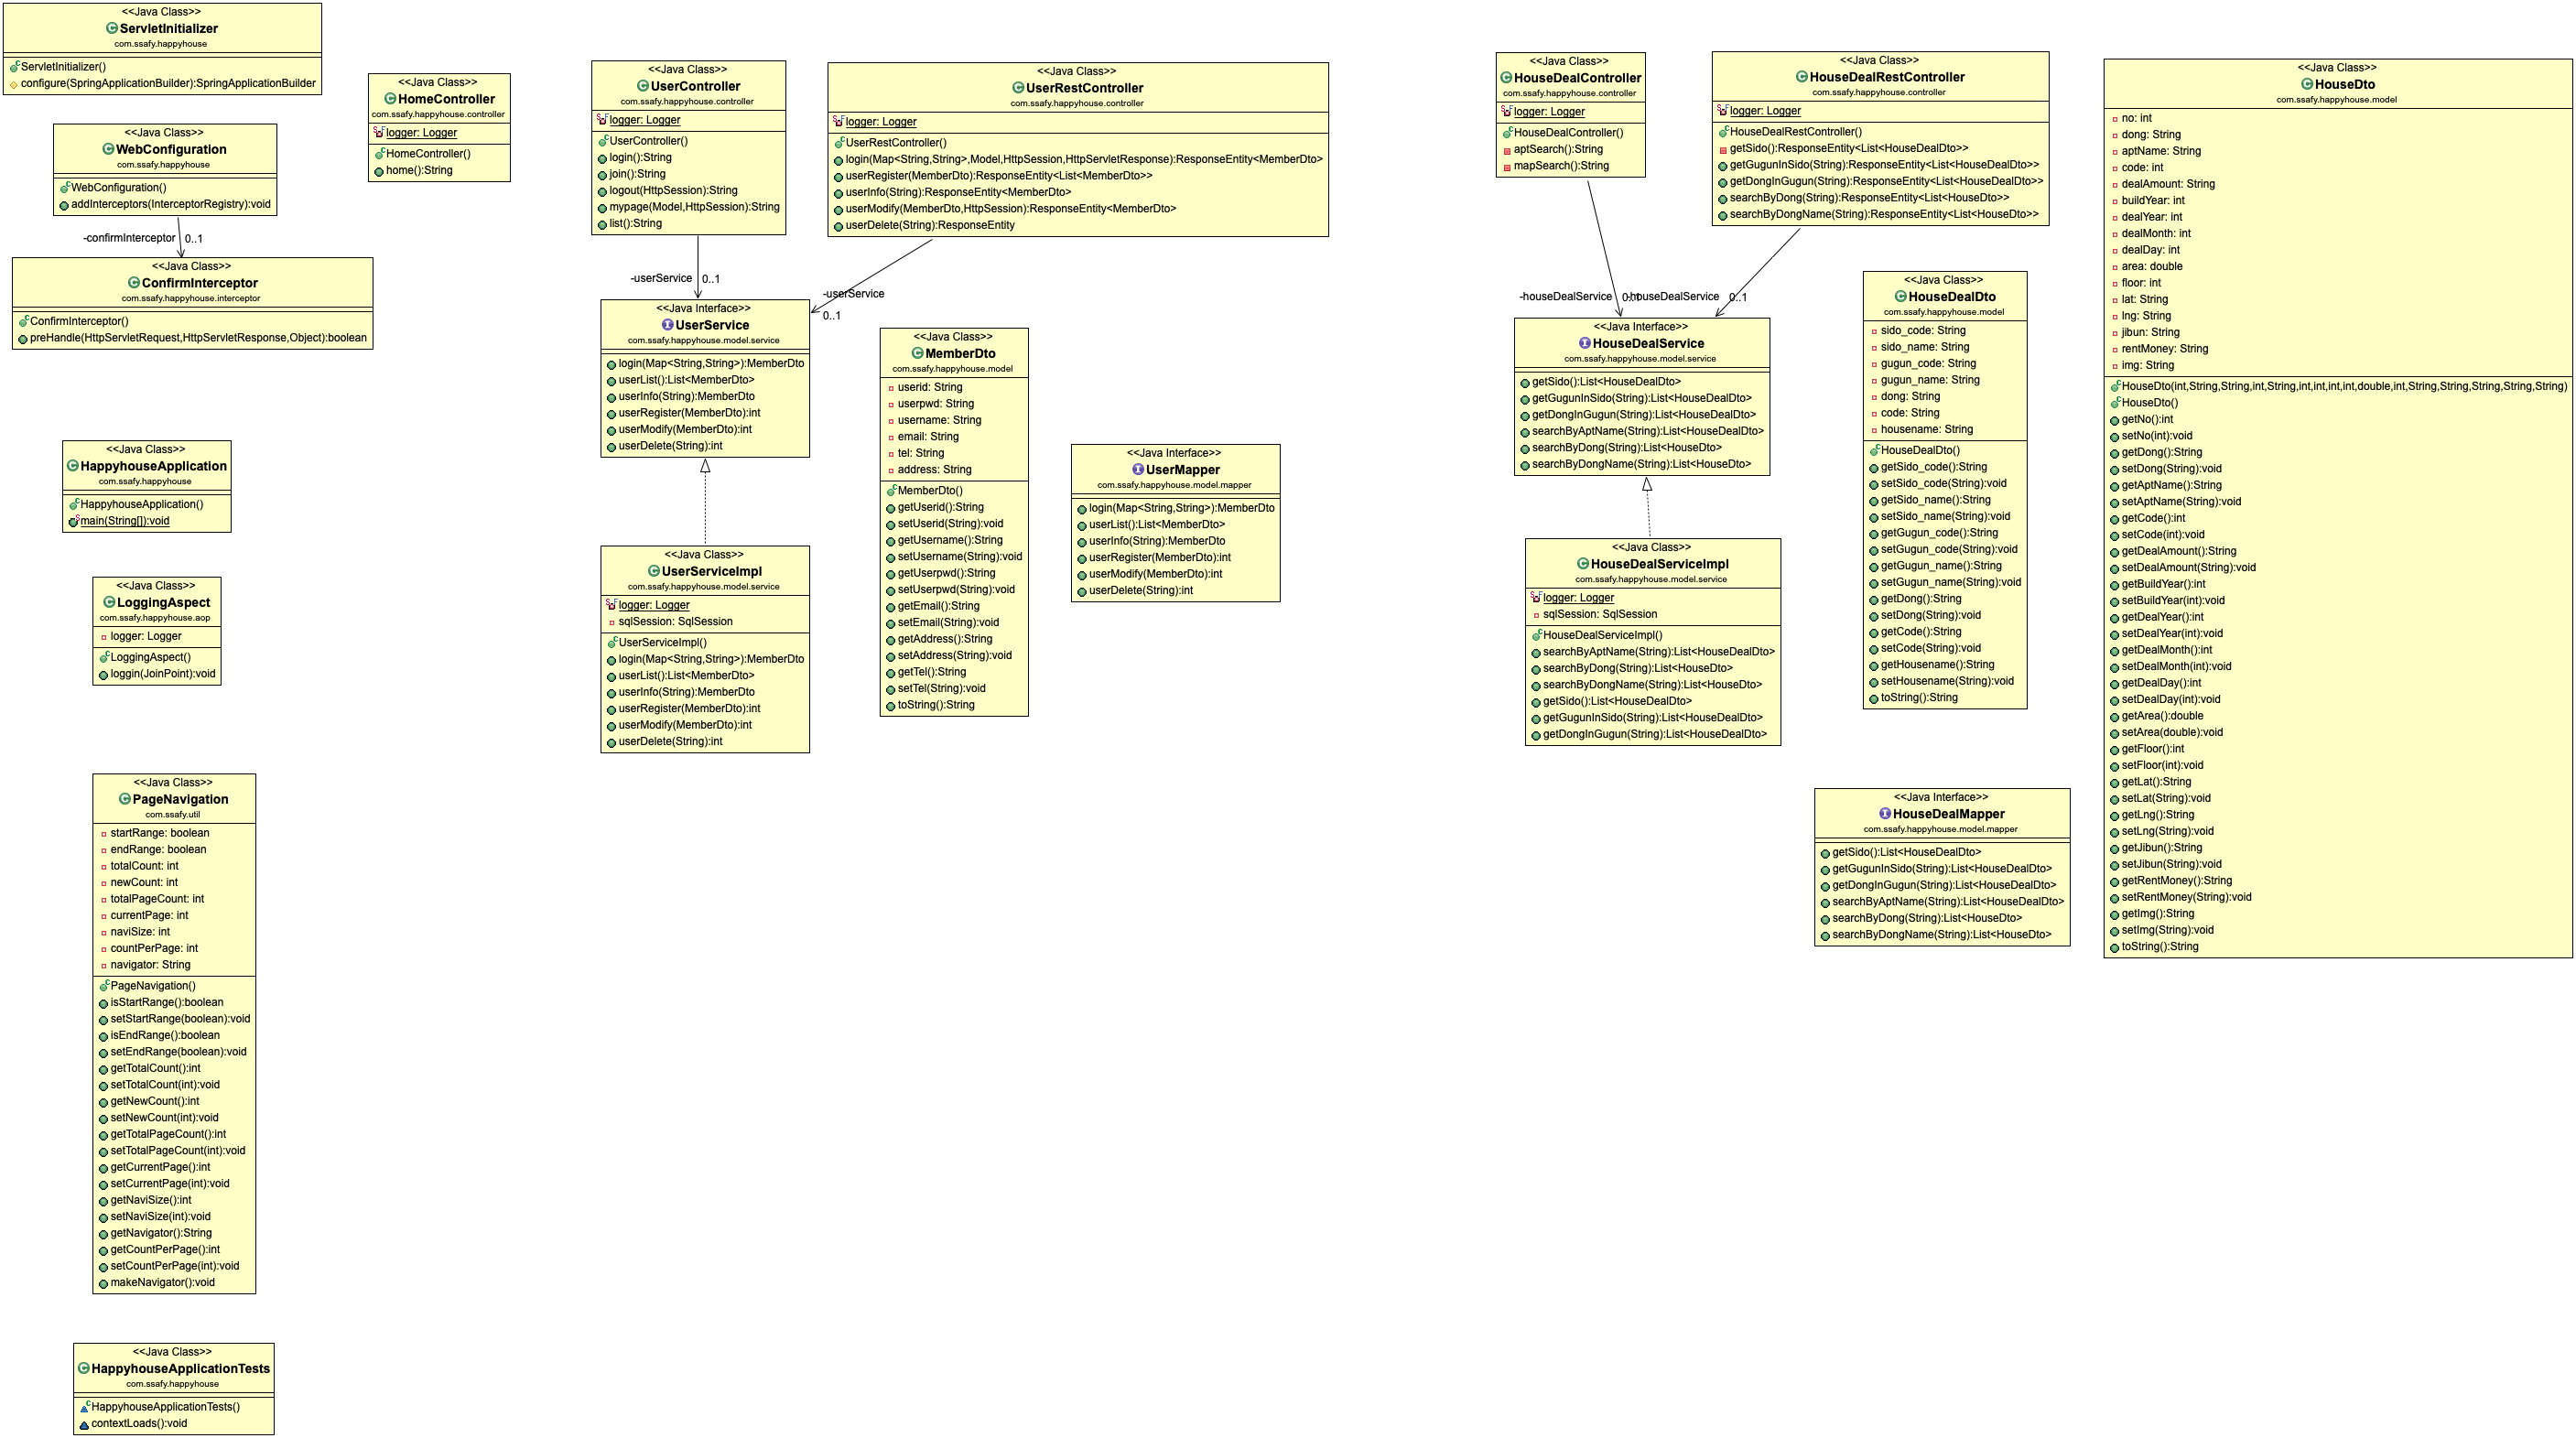 <<Java Class>>
ServletInitializer
com.ssafy.happyhouse
ServletInitializer()
configure(SpringApplicationBuilder):SpringApplicationBuilder
<<Java Class>>
WebConfiguration
com.ssafy.happyhouse
WebConfiguration()
addInterceptors(InterceptorRegistry):void
-confirmInterceptor
0..1
<<Java Class>>
ConfirmInterceptor
com.ssafy.happyhouse.interceptor
ConfirmInterceptor()
preHandle(HttpServletRequest,HttpServletResponse,Object):boolean
<<Java Class>>
HappyhouseApplication
com.ssafy.happyhouse
HappyhouseApplication()
main(String[]):void
<<Java Class>>
LoggingAspect
com.ssafy.happyhouse.aop
logger: Logger
LoggingAspect()
loggin(JoinPoint):void
<<Java Class>>
PageNavigation
com.ssafy.util
startRange: boolean
endRange: boolean
totalCount: int
newCount: int
totalPageCount: int
currentPage: int
naviSize: int
countPerPage: int
navigator: String
PageNavigation()
isStartRange():boolean
setStartRange(boolean):void
isEndRange():boolean
setEndRange(boolean):void
getTotalCount():int
setTotalCount(int):void
getNewCount():int
setNewCount(int):void
getTotalPageCount():int
setTotalPageCount(int):void
getCurrentPage():int
setCurrentPage(int):void
getNaviSize():int
setNaviSize(int):void
getNavigator():String
getCountPerPage():int
setCountPerPage(int):void
makeNavigator():void
<<Java Class>>
HappyhouseApplicationTests
com.ssafy.happyhouse
HappyhouseApplicationTests()
contextLoads():void
<<Java Class>>
HomeController
com.ssafy.happyhouse.controller
logger: Logger
HomeController()
home():String
<<Java Class>>
UserController
com.ssafy.happyhouse.controller
logger: Logger
UserController()
login():String
join():String
logout(HttpSession):String
mypage(Model,HttpSession):String
list():String
-userService
0..1
<<Java Class>>
UserRestController
com.ssafy.happyhouse.controller
logger: Logger
UserRestController()
login(Map<String,String>,Model,HttpSession,HttpServletResponse):ResponseEntity<MemberDto>
userRegister(MemberDto):ResponseEntity<List<MemberDto>>
userInfo(String):ResponseEntity<MemberDto>
userModify(MemberDto,HttpSession):ResponseEntity<MemberDto>
userDelete(String):ResponseEntity
-userService
0..1
<<Java Interface>>
UserService
com.ssafy.happyhouse.model.service
login(Map<String,String>):MemberDto
userList():List<MemberDto>
userInfo(String):MemberDto
userRegister(MemberDto):int
userModify(MemberDto):int
userDelete(String):int
<<Java Class>>
UserServiceImpl
com.ssafy.happyhouse.model.service
logger: Logger
sqlSession: SqlSession
UserServiceImpl()
login(Map<String,String>):MemberDto
userList():List<MemberDto>
userInfo(String):MemberDto
userRegister(MemberDto):int
userModify(MemberDto):int
userDelete(String):int
<<Java Class>>
MemberDto
com.ssafy.happyhouse.model
userid: String
userpwd: String
username: String
email: String
tel: String
address: String
MemberDto()
getUserid():String
setUserid(String):void
getUsername():String
setUsername(String):void
getUserpwd():String
setUserpwd(String):void
getEmail():String
setEmail(String):void
getAddress():String
setAddress(String):void
getTel():String
setTel(String):void
toString():String
<<Java Interface>>
UserMapper
com.ssafy.happyhouse.model.mapper
login(Map<String,String>):MemberDto
userList():List<MemberDto>
userInfo(String):MemberDto
userRegister(MemberDto):int
userModify(MemberDto):int
userDelete(String):int
<<Java Class>>
HouseDealController
com.ssafy.happyhouse.controller
logger: Logger
HouseDealController()
aptSearch():String
mapSearch():String
-houseDealService
0..1
<<Java Class>>
HouseDealRestController
com.ssafy.happyhouse.controller
logger: Logger
HouseDealRestController()
getSido():ResponseEntity<List<HouseDealDto>>
getGugunInSido(String):ResponseEntity<List<HouseDealDto>>
getDongInGugun(String):ResponseEntity<List<HouseDealDto>>
searchByDong(String):ResponseEntity<List<HouseDto>>
searchByDongName(String):ResponseEntity<List<HouseDto>>
-houseDealService
0..1
<<Java Interface>>
HouseDealService
com.ssafy.happyhouse.model.service
getSido():List<HouseDealDto>
getGugunInSido(String):List<HouseDealDto>
getDongInGugun(String):List<HouseDealDto>
searchByAptName(String):List<HouseDealDto>
searchByDong(String):List<HouseDto>
searchByDongName(String):List<HouseDto>
<<Java Class>>
HouseDealServiceImpl
com.ssafy.happyhouse.model.service
logger: Logger
sqlSession: SqlSession
HouseDealServiceImpl()
searchByAptName(String):List<HouseDealDto>
searchByDong(String):List<HouseDto>
searchByDongName(String):List<HouseDto>
getSido():List<HouseDealDto>
getGugunInSido(String):List<HouseDealDto>
getDongInGugun(String):List<HouseDealDto>
<<Java Class>>
HouseDealDto
com.ssafy.happyhouse.model
sido_code: String
sido_name: String
gugun_code: String
gugun_name: String
dong: String
code: String
housename: String
HouseDealDto()
getSido_code():String
setSido_code(String):void
getSido_name():String
setSido_name(String):void
getGugun_code():String
setGugun_code(String):void
getGugun_name():String
setGugun_name(String):void
getDong():String
setDong(String):void
getCode():String
setCode(String):void
getHousename():String
setHousename(String):void
toString():String
<<Java Interface>>
HouseDealMapper
com.ssafy.happyhouse.model.mapper
getSido():List<HouseDealDto>
getGugunInSido(String):List<HouseDealDto>
getDongInGugun(String):List<HouseDealDto>
searchByAptName(String):List<HouseDealDto>
searchByDong(String):List<HouseDto>
searchByDongName(String):List<HouseDto>
<<Java Class>>
HouseDto
com.ssafy.happyhouse.model
no: int
dong: String
aptName: String
code: int
dealAmount: String
buildYear: int
dealYear: int
dealMonth: int
dealDay: int
area: double
floor: int
lat: String
lng: String
jibun: String
rentMoney: String
img: String
HouseDto(int,String,String,int,String,int,int,int,int,double,int,String,String,String,String,String)
HouseDto()
getNo():int
setNo(int):void
getDong():String
setDong(String):void
getAptName():String
setAptName(String):void
getCode():int
setCode(int):void
getDealAmount():String
setDealAmount(String):void
getBuildYear():int
setBuildYear(int):void
getDealYear():int
setDealYear(int):void
getDealMonth():int
setDealMonth(int):void
getDealDay():int
setDealDay(int):void
getArea():double
setArea(double):void
getFloor():int
setFloor(int):void
getLat():String
setLat(String):void
getLng():String
setLng(String):void
getJibun():String
setJibun(String):void
getRentMoney():String
setRentMoney(String):void
getImg():String
setImg(String):void
toString():String